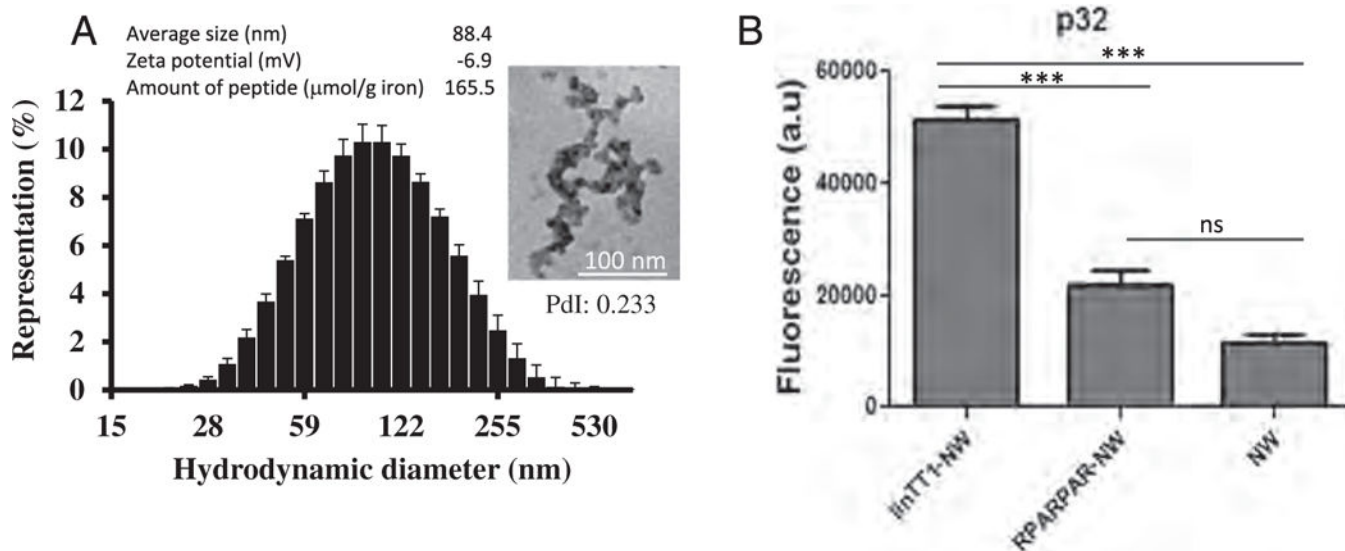 A
Average size (nm) 88.4
Zeta potential (mV) -6.9
Amount of peptide (μmol/g iron) 165.5
Representation (%)
12
10
8
6
4
2
0
15 28 59 122 255 530
Hydrodynamic diameter (nm)
100 nm
PdI: 0.233
B
p32
***
***
ns
Fluorescence (a.u)
60000
40000
20000
0
linTT1-NW
RPARPAR-NW
NW